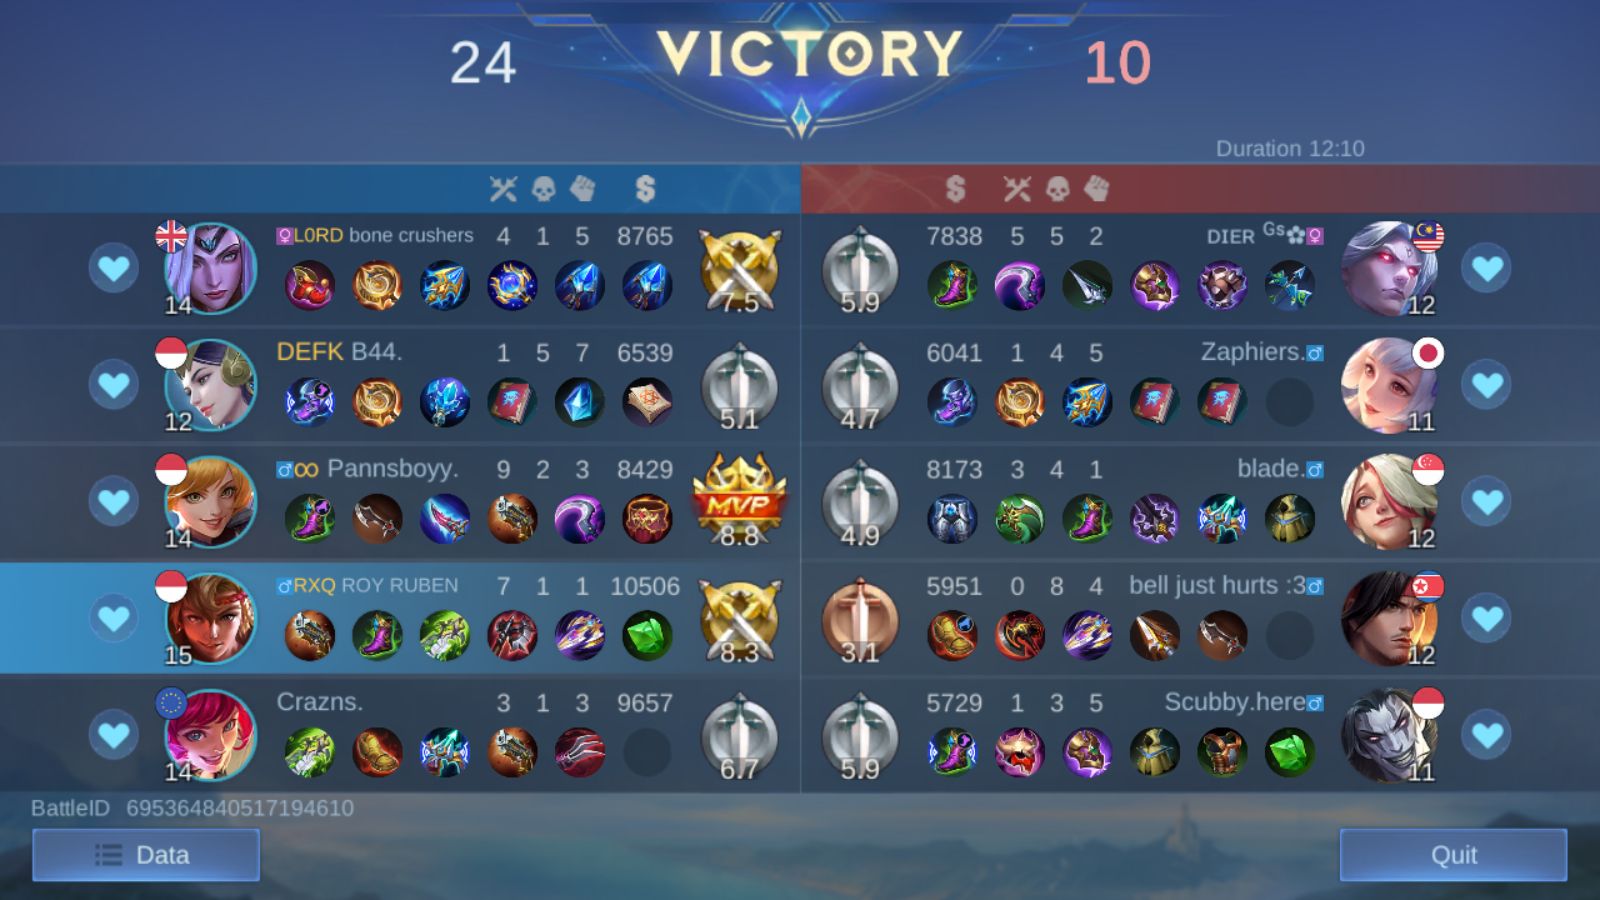 24 VICTORY 10
Duration 12:10
L0RD bone crushers 4 1 5 8765
14 7.5
5.9 7838 5 5 2 DIER Gs
12
DEFK B44. 1 5 7 6539
12 5.1
4.7 6041 1 4 5 Zaphiers.
11
∞ Pannsboyy. 9 2 3 8429
14 MVP 8.8
4.9 8173 3 4 1 blade.
12
RXQ ROY RUBEN 7 1 1 10506
15 8.3
3.1 5951 0 8 4 bell just hurts :3
12
Crazns. 3 1 3 9657
14 6.7
5.9 5729 1 3 5 Scubby.here
11
BattleID 695364840517194610
Data
Quit